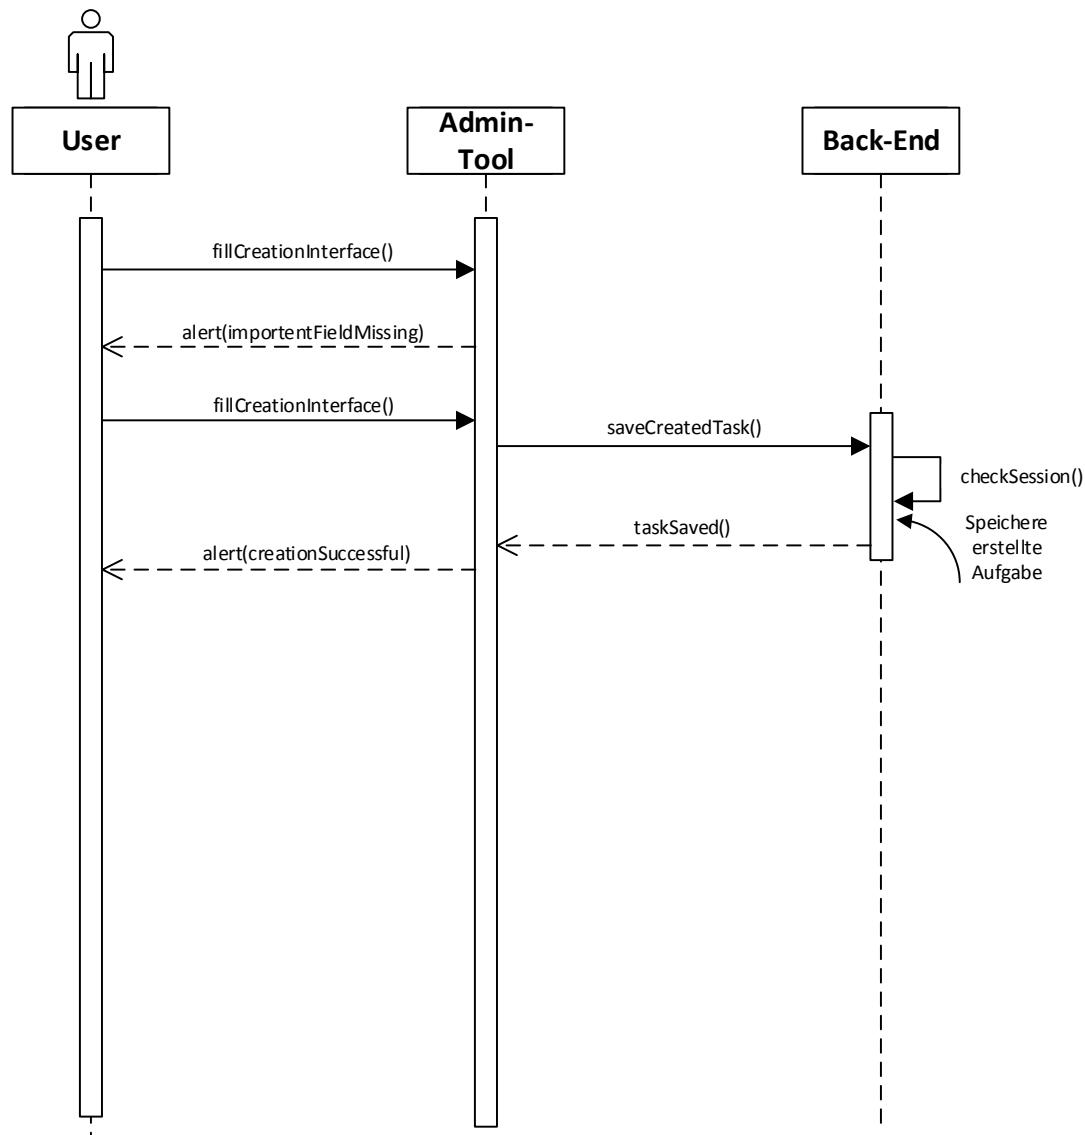 User
Admin-
Tool
Back-End
fillCreationInterface()
alert(importentFieldMissing)
fillCreationInterface()
saveCreatedTask()
checkSession()
Speichere
erstellte
Aufgabe
taskSaved()
alert(creationSuccessful)